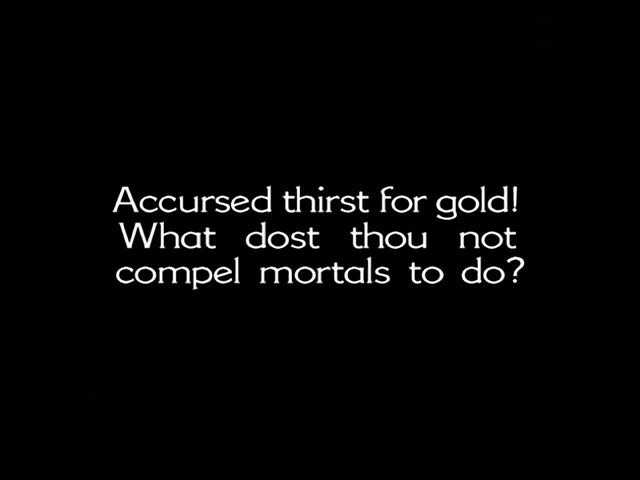 Accursed thirst for gold!
What dost thou not
compel mortals to do?